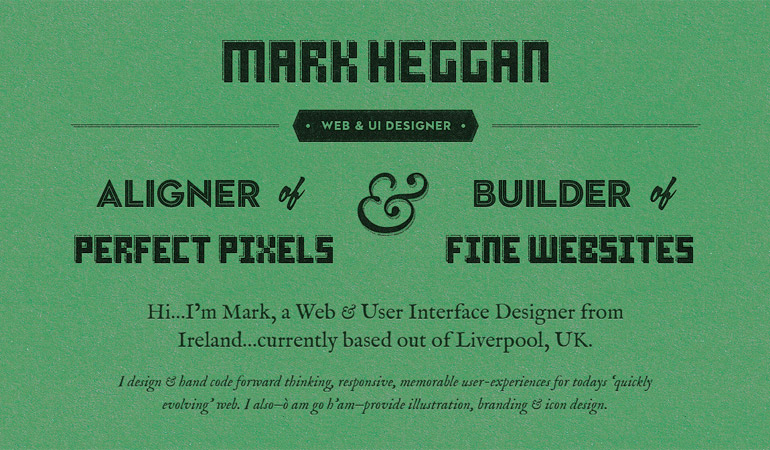 MARK HEGGAN
• WEB & UI DESIGNER •
ALIGNER of & BUILDER of
PERFECT PIXELS FINE WEBSITES
Hi...I'm Mark, a Web & User Interface Designer from
Ireland...currently based out of Liverpool, UK.
I design & hand code forward thinking, responsive, memorable user-experiences for todays ‘quickly
evolving’ web. I also—ò am go h’am—provide illustration, branding & icon design.